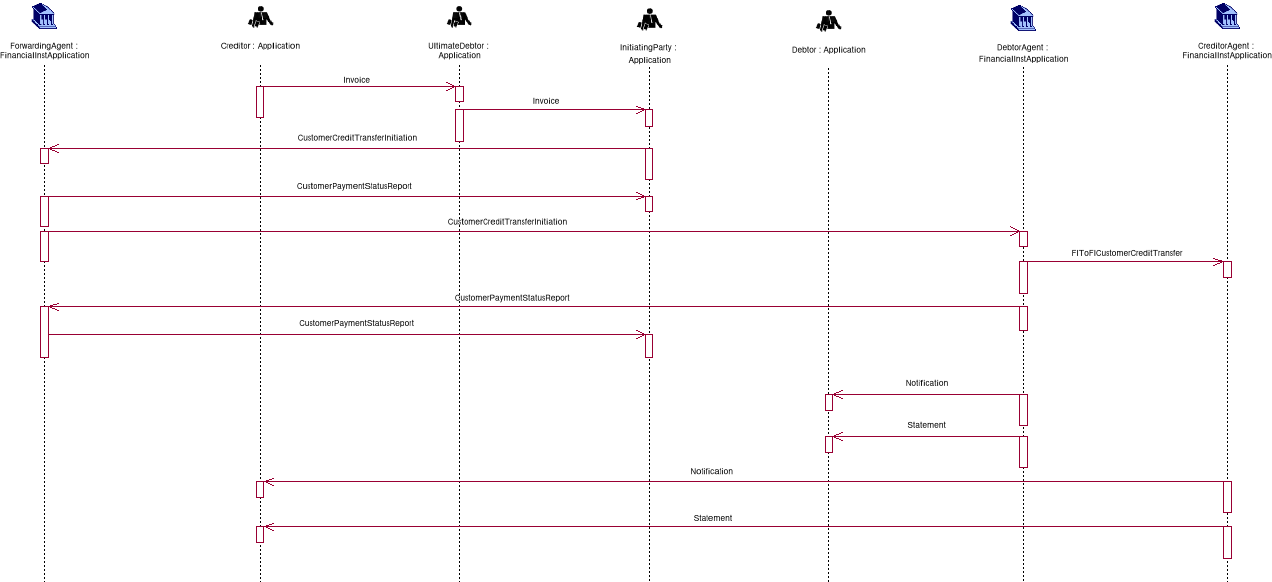 ForwardingAgent :
FinancialInstApplication
Creditor : Application
UltimateDebtor :
Application
InitiatingParty :
Application
Debtor : Application
DebtorAgent :
FinancialInstApplication
CreditorAgent :
FinancialInstApplication
Invoice
Invoice
CustomerCreditTransferInitiation
CustomerPaymentStatusReport
CustomerCreditTransferInitiation
FIToFICustomerCreditTransfer
CustomerPaymentStatusReport
CustomerPaymentStatusReport
Notification
Statement
Notification
Statement